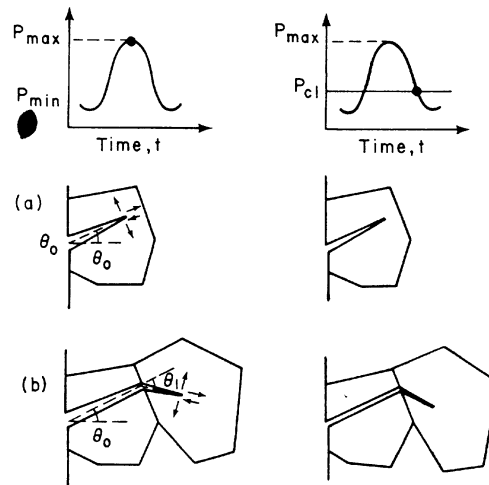 Pmax
Pmin
Time, t
Pmax
Pcl
Time, t
(a)
θo
θo
(b)
θ1
θo